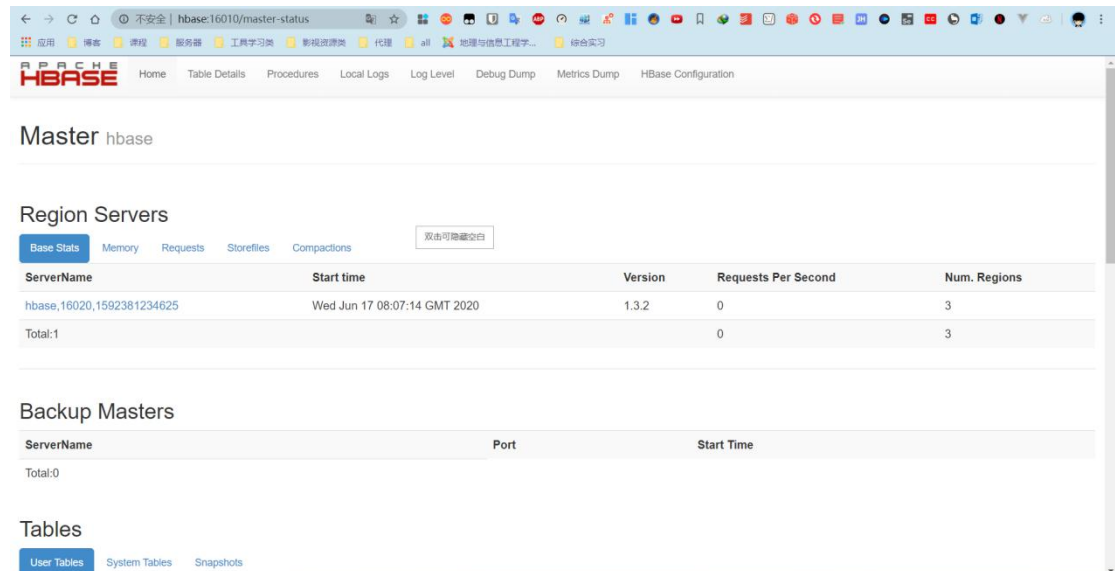 不安全 | hbase:16010/master-status
应用 博客 课程 服务器 工具学习类 影视资源类 代理 all 地理与信息工程学... 综合实习
APACHE
HBASE Home Table Details Procedures Local Logs Log Level Debug Dump Metrics Dump HBase Configuration
Master hbase
Region Servers
双击可隐藏空白
Base Stats Memory Requests Storefiles Compactions
ServerName Start time Version Requests Per Second Num. Regions
hbase,16020,1592381234625 Wed Jun 17 08:07:14 GMT 2020 1.3.2 0 3
Total:1 0 3
Backup Masters
ServerName Port Start Time
Total:0
Tables
User Tables System Tables Snapshots